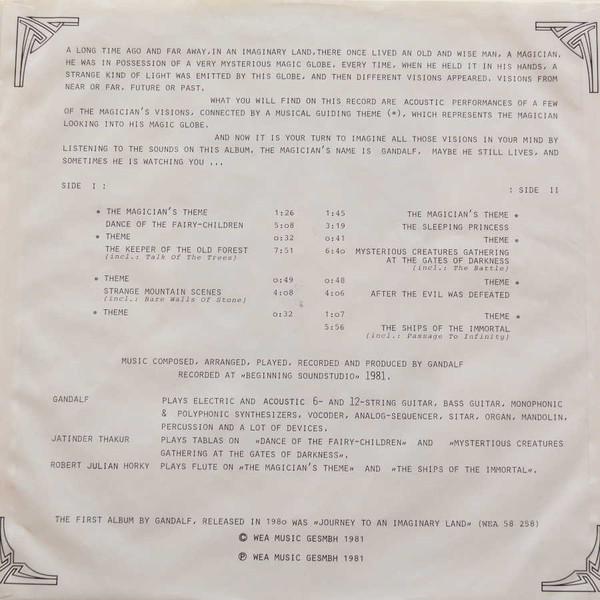 A LONG TIME AGO AND FAR AWAY,IN AN IMAGINARY LAND,THERE ONCE LIVED AN OLD AND WISE MAN, A MAGICIAN.
HE WAS IN POSSESSION OF A VERY MYSTERIOUS MAGIC GLOBE. EVERY TIME, WHEN HE HELD IT IN HIS HANDS, A
STRANGE KIND OF LIGHT WAS EMITTED BY THIS GLOBE, AND THEN DIFFERENT VISIONS APPEARED. VISIONS FROM
NEAR OR FAR, FUTURE OR PAST.
WHAT YOU WILL FIND ON THIS RECORD ARE ACOUSTIC PERFORMANCES OF A FEW
OF THE MAGICIAN'S VISIONS, CONNECTED BY A MUSICAL GUIDING THEME (*), WHICH REPRESENTS THE MAGICIAN
LOOKING INTO HIS MAGIC GLOBE.
AND NOW IT IS YOUR TURN TO IMAGINE ALL THOSE VISIONS IN YOUR MIND BY
LISTENING TO THE SOUNDS ON THIS ALBUM. THE MAGICIAN'S NAME IS GANDALF. MAYBE HE STILL LIVES, AND
SOMETIMES HE IS WATCHING YOU ...
SIDE I :
: SIDE II
* THE MAGICIAN'S THEME 1:26 1:45 THE MAGICIAN'S THEME *
DANCE OF THE FAIRY-CHILDREN 5:o8 3:19 THE SLEEPING PRINCESS
* THEME o:32 o:41 THEME *
THE KEEPER OF THE OLD FOREST 7:51 6:4o MYSTERIOUS CREATURES GATHERING
(incl.: Talk Of The Trees) AT THE GATES OF DARKNESS
(incl.: The Battle)
* THEME o:49 o:48 THEME *
STRANGE MOUNTAIN SCENES 4:o8 4:o6 AFTER THE EVIL WAS DEFEATED
(incl.: Bare Walls Of Stone)
* THEME o:32 1:o7 THEME *
5:56 THE SHIPS OF THE IMMORTAL
(incl.: Passage To Infinity)
MUSIC COMPOSED, ARRANGED, PLAYED, RECORDED AND PRODUCED BY GANDALF
RECORDED AT »BEGINNING SOUNDSTUDIO« 1981.
GANDALF PLAYS ELECTRIC AND ACOUSTIC 6- AND 12-STRING GUITAR, BASS GUITAR, MONOPHONIC
& POLYPHONIC SYNTHESIZERS, VOCODER, ANALOG-SEQUENCER, SITAR, ORGAN, MANDOLIN,
PERCUSSION AND A LOT OF DEVICES.
JATINDER THAKUR PLAYS TABLAS ON »DANCE OF THE FAIRY-CHILDREN« AND »MYSTERTIOUS CREATURES
GATHERING AT THE GATES OF DARKNESS«.
ROBERT JULIAN HORKY PLAYS FLUTE ON »THE MAGICIAN'S THEME« AND »THE SHIPS OF THE IMMORTAL«.
THE FIRST ALBUM BY GANDALF, RELEASED IN 198o WAS »JOURNEY TO AN IMAGINARY LAND« (WEA 58 258)
© WEA MUSIC GESMBH 1981
℗ WEA MUSIC GESMBH 1981